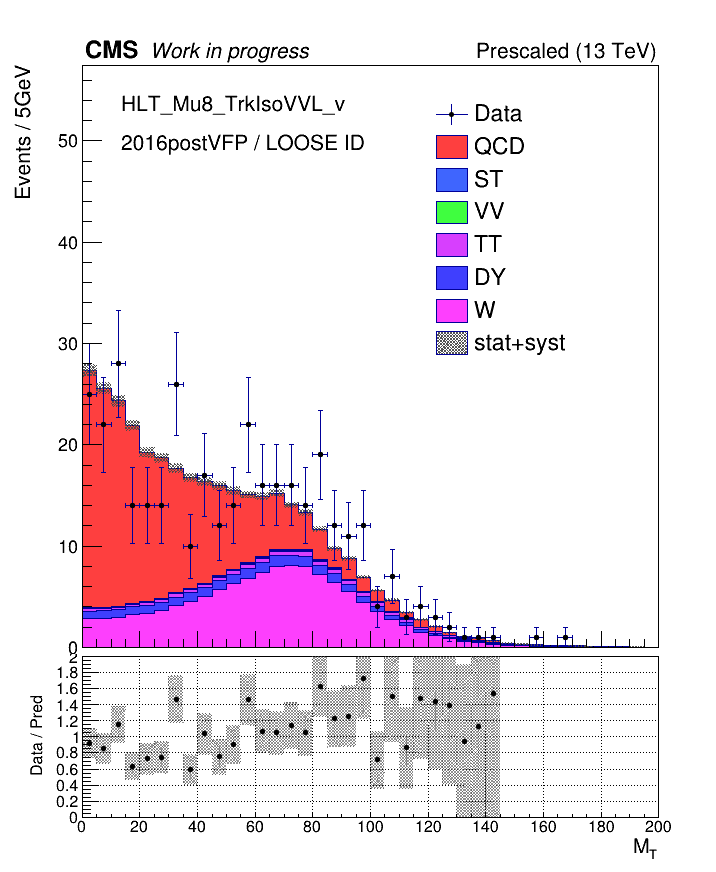 CMS Work in progress Prescaled (13 TeV)
Events / 5GeV
HLT_Mu8_TrkIsoVVL_v
2016postVFP / LOOSE ID
Data
QCD
ST
VV
TT
DY
W
stat+syst
50
40
30
20
10
0
Data / Pred
2
1.8
1.6
1.4
1.2
1
0.8
0.6
0.4
0.2
0
0 20 40 60 80 100 120 140 160 180 200
M_T